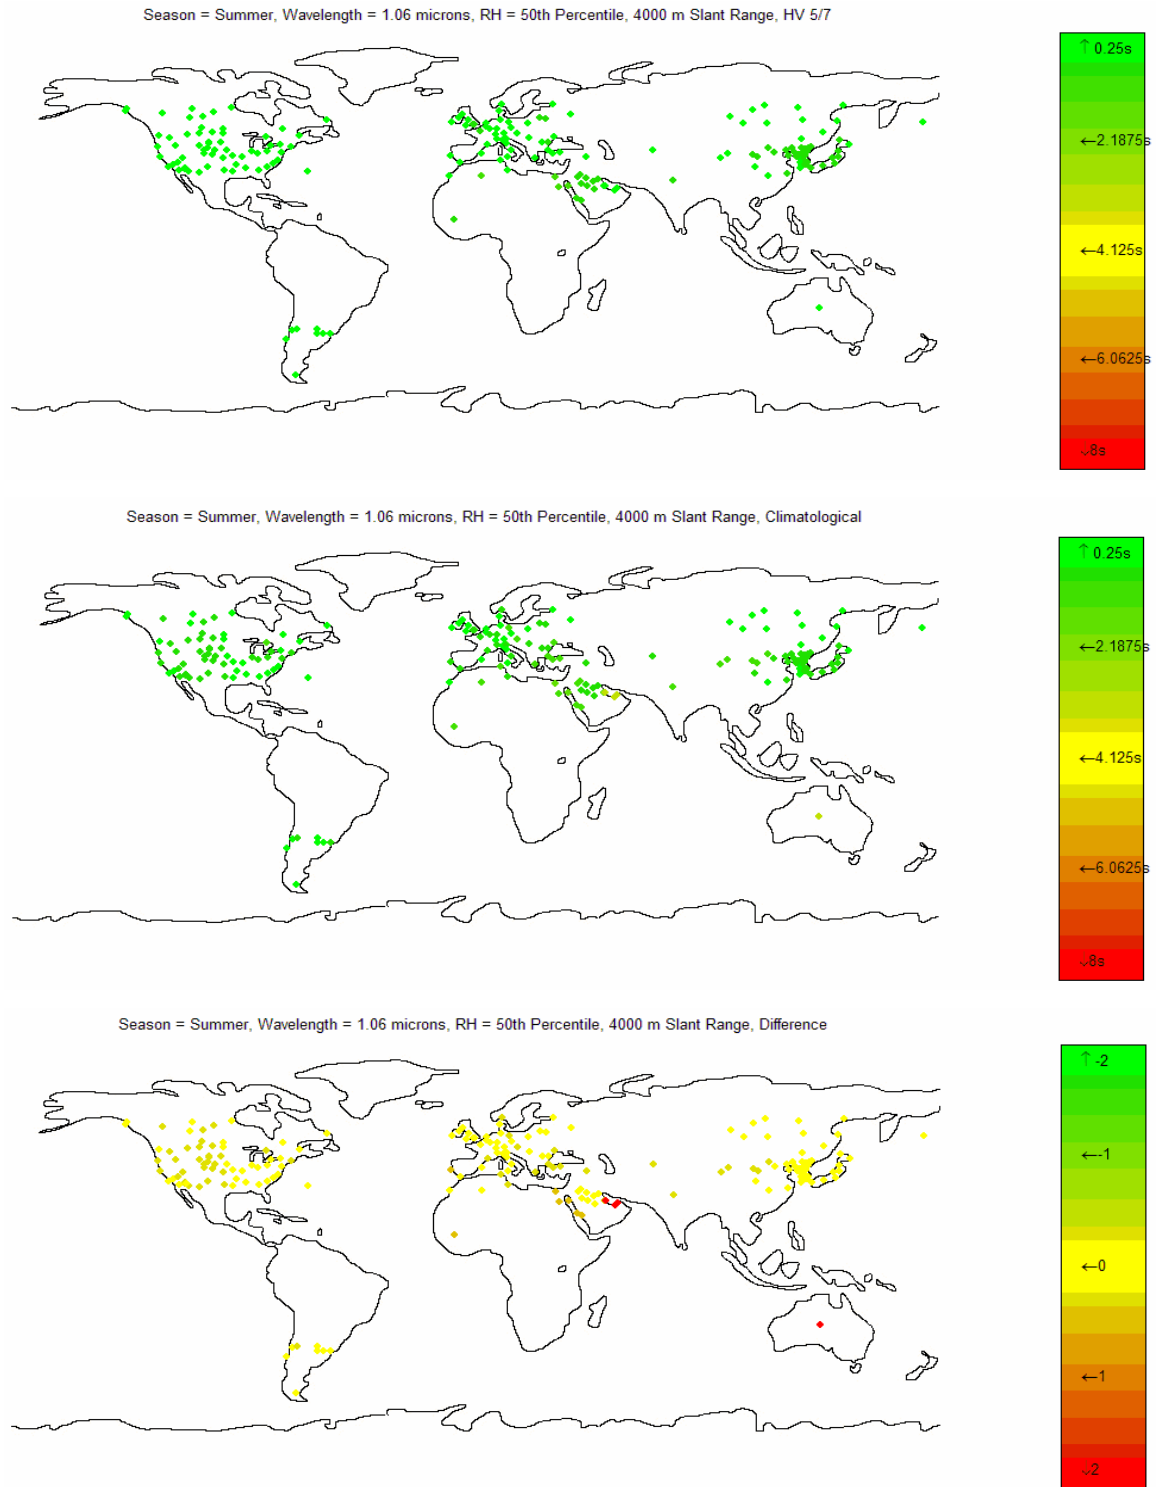 Season = Summer, Wavelength = 1.06 microns, RH = 50th Percentile, 4000 m Slant Range, HV 5/7
↑ 0.25s
←2.1875s
←4.125s
←6.0625s
↓8s
Season = Summer, Wavelength = 1.06 microns, RH = 50th Percentile, 4000 m Slant Range, Climatological
↑ 0.25s
←2.1875s
←4.125s
←6.0625s
↓8s
Season = Summer, Wavelength = 1.06 microns, RH = 50th Percentile, 4000 m Slant Range, Difference
↑ -2
←-1
←0
←1
↓2